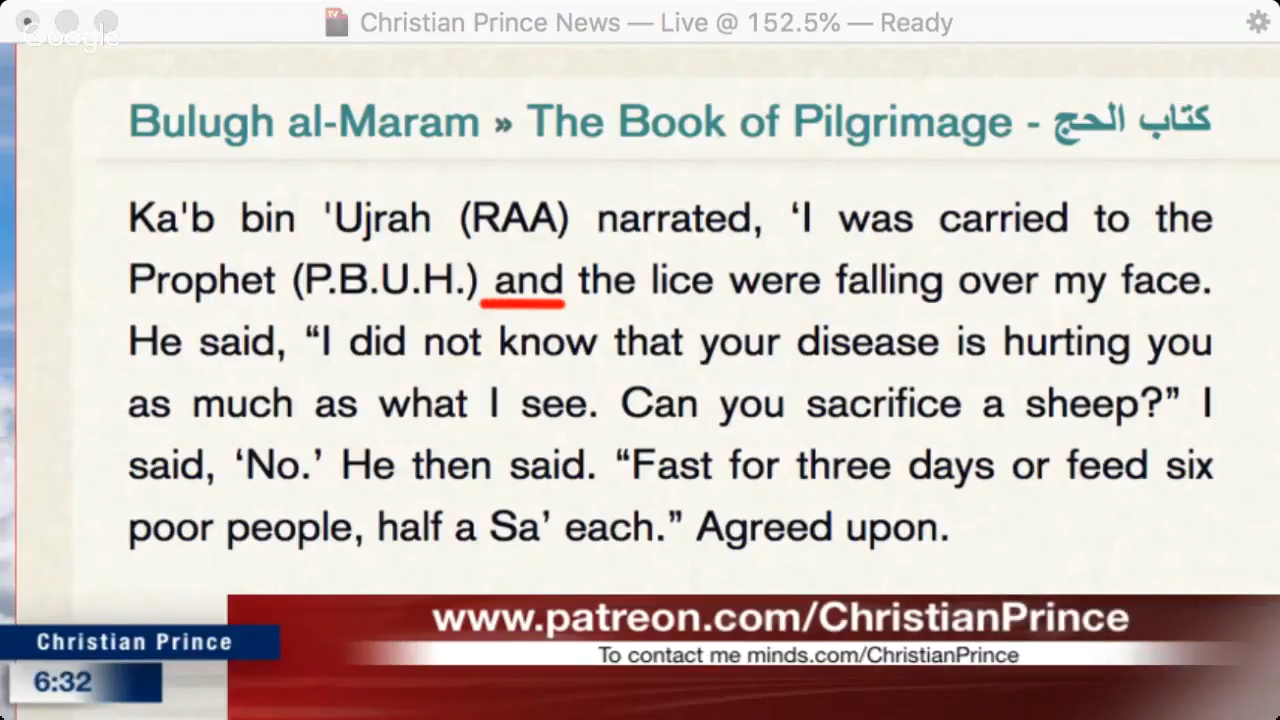 Christian Prince News — Live @ 152.5% — Ready
Google
Bulugh al-Maram » The Book of Pilgrimage - كتاب الحج
Ka'b bin 'Ujrah (RAA) narrated, ‘I was carried to the
Prophet (P.B.U.H.) and the lice were falling over my face.
He said, “I did not know that your disease is hurting you
as much as what I see. Can you sacrifice a sheep?” I
said, ‘No.’ He then said. “Fast for three days or feed six
poor people, half a Sa’ each.” Agreed upon.
www.patreon.com/ChristianPrince
Christian Prince
To contact me minds.com/ChristianPrince
6:32